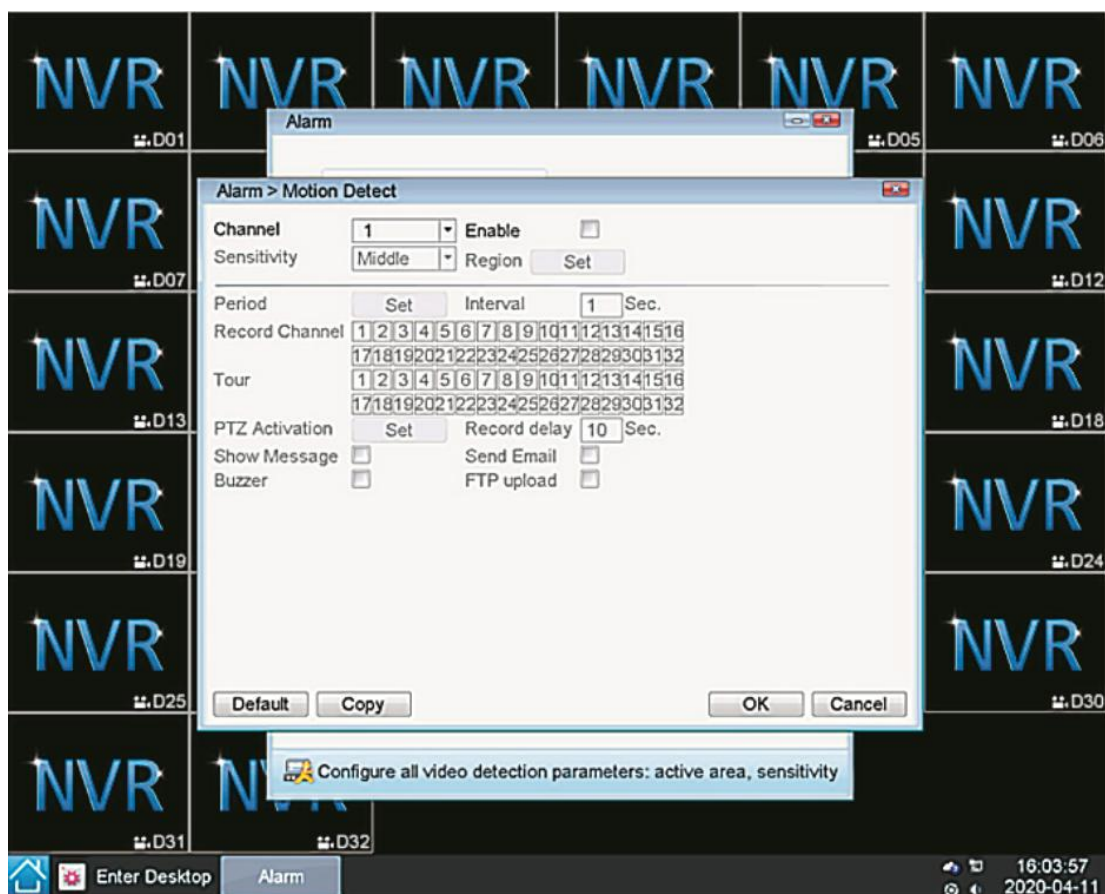 NVR NVR NVR NVR NVR NVR
D01 D05 D06
Alarm
Alarm > Motion Detect
Channel 1 Enable
Sensitivity Middle Region Set
Period Set Interval 1 Sec.
Record Channel 1 2 3 4 5 6 7 8 9 10 11 12 13 14 15 16
17 18 19 20 21 22 23 24 25 26 27 28 29 30 31 32
Tour 1 2 3 4 5 6 7 8 9 10 11 12 13 14 15 16
17 18 19 20 21 22 23 24 25 26 27 28 29 30 31 32
PTZ Activation Set Record delay 10 Sec.
Show Message Send Email
Buzzer FTP upload
Default Copy OK Cancel
NVR NVR
D07 D12
NVR NVR
D13 D18
NVR NVR
D19 D24
NVR NVR
D25 D30
Configure all video detection parameters: active area, sensitivity
NVR
D31 D32
Enter Desktop Alarm 16:03:57
2020-04-11